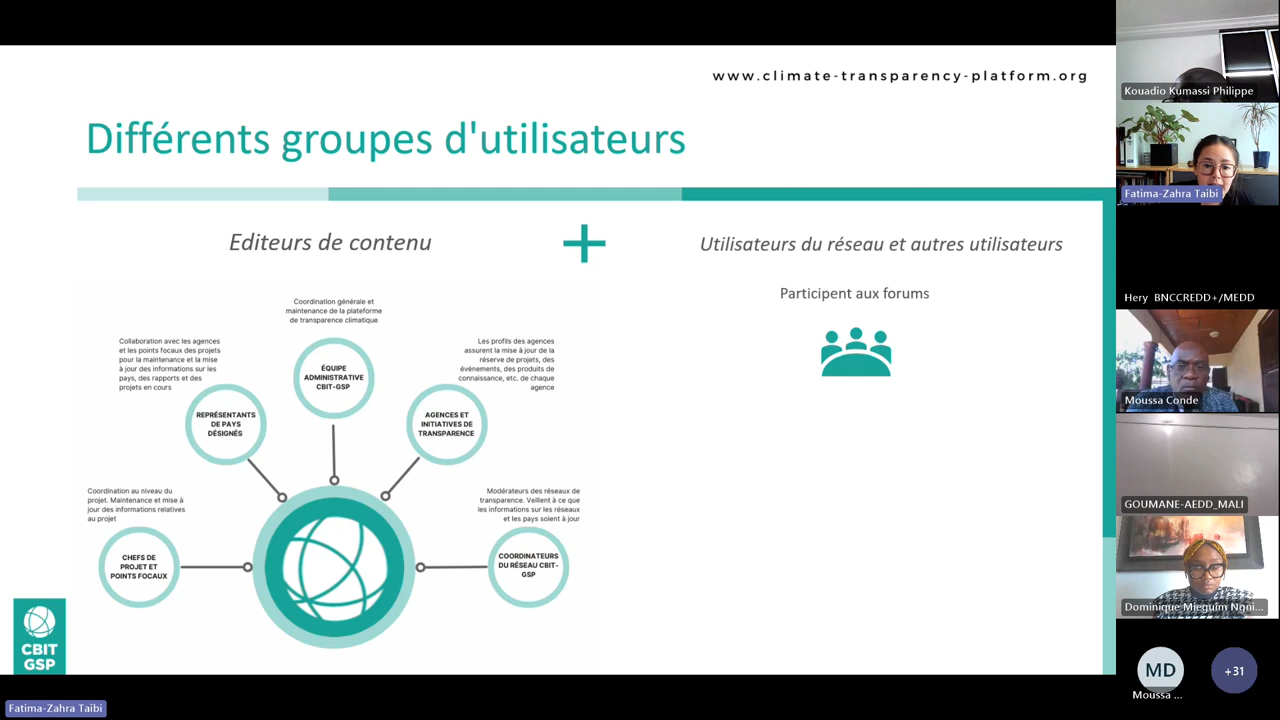 www.climate-transparency-platform.org
Différents groupes d'utilisateurs
Editeurs de contenu
Utilisateurs du réseau et autres utilisateurs
Participent aux forums
Coordination générale et
maintenance de la plateforme
de transparence climatique
ÉQUIPE
ADMINISTRATIVE
CBIT-GSP
Collaboration avec les agences
et les points focaux des projets
pour la maintenance et la mise
à jour des informations sur les
pays, des rapports et des
projets en cours
REPRÉSENTANTS
DE PAYS
DÉSIGNÉS
Les profils des agences
assurent la mise à jour de la
réserve de projets, des
événements, des produits de
connaissance, etc. de chaque
agence
AGENCES ET
INITIATIVES DE
TRANSPARENCE
Coordination au niveau du
projet. Maintenance et mise à
jour des informations relatives
au projet
CHEFS DE
PROJET ET
POINTS FOCAUX
Modérateurs des réseaux de
transparence. Veillent à ce que
les informations sur les réseaux
et les pays soient à jour
COORDINATEURS
DU RÉSEAU CBIT-
GSP
CBIT
GSP
Fatima-Zahra Taibi
Kouadio Kumassi Philippe
Fatima-Zahra Taibi
Hery BNCCREDD+/MEDD
Moussa Conde
GOUMANE-AEDD_MALI
Dominique Mieguim Ngni...
MD
+31
Moussa ...